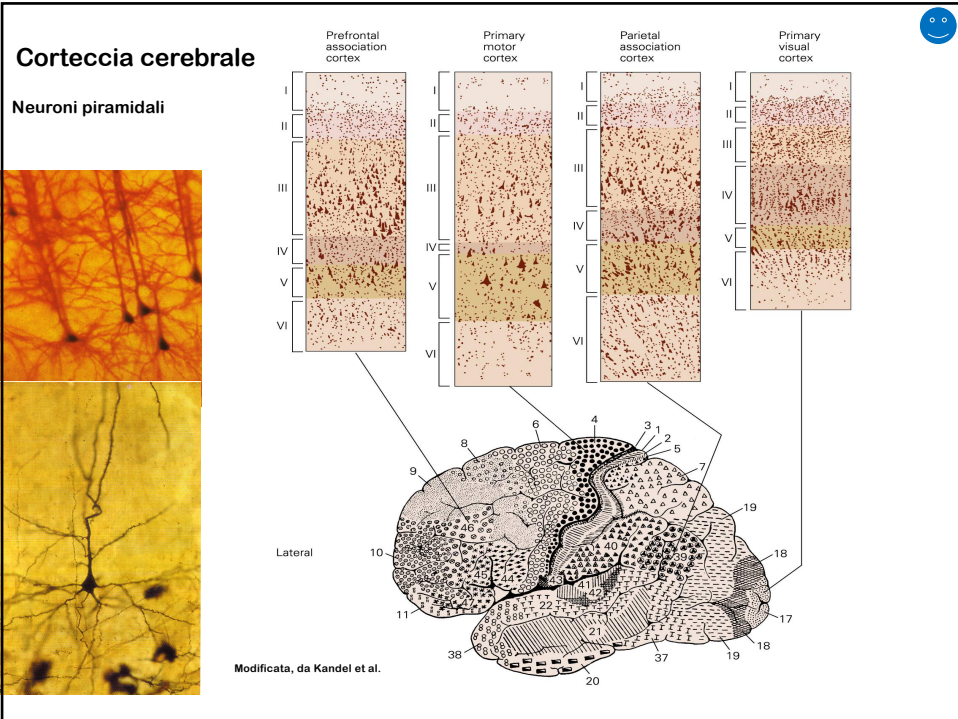 Corteccia cerebrale
Neuroni piramidali
Prefrontal
association
cortex
Primary
motor
cortex
Parietal
association
cortex
Primary
visual
cortex
I
II
III
IV
V
VI
I
II
III
IV
V
VI
I
II
III
IV
V
VI
I
II
III
IV
V
VI
Lateral
4
6
3
1
2
5
8
7
9
19
46
10
40
39
18
45
44
41
42
17
11
22
21
18
38
37
19
20
Modificata, da Kandel et al.